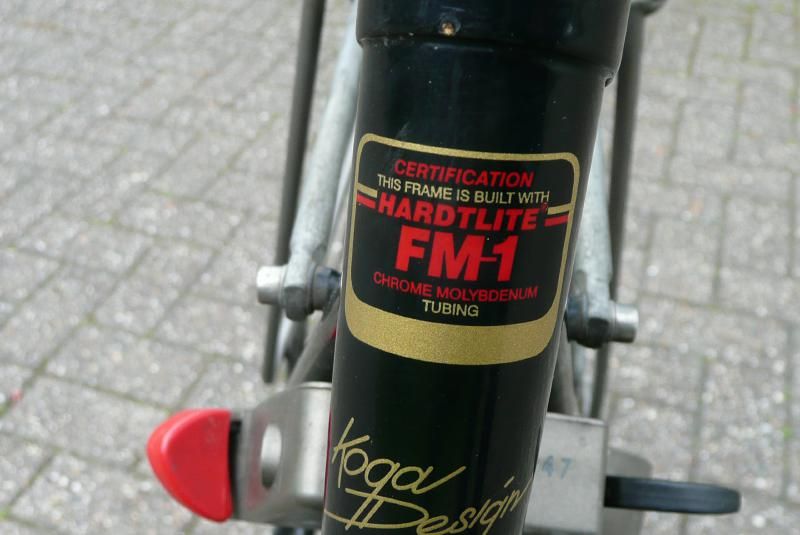 CERTIFICATION
THIS FRAME IS BUILT WITH
HARDTLITE®
FM-1
CHROME MOLYBDENUM
TUBING
Koga
Design
47